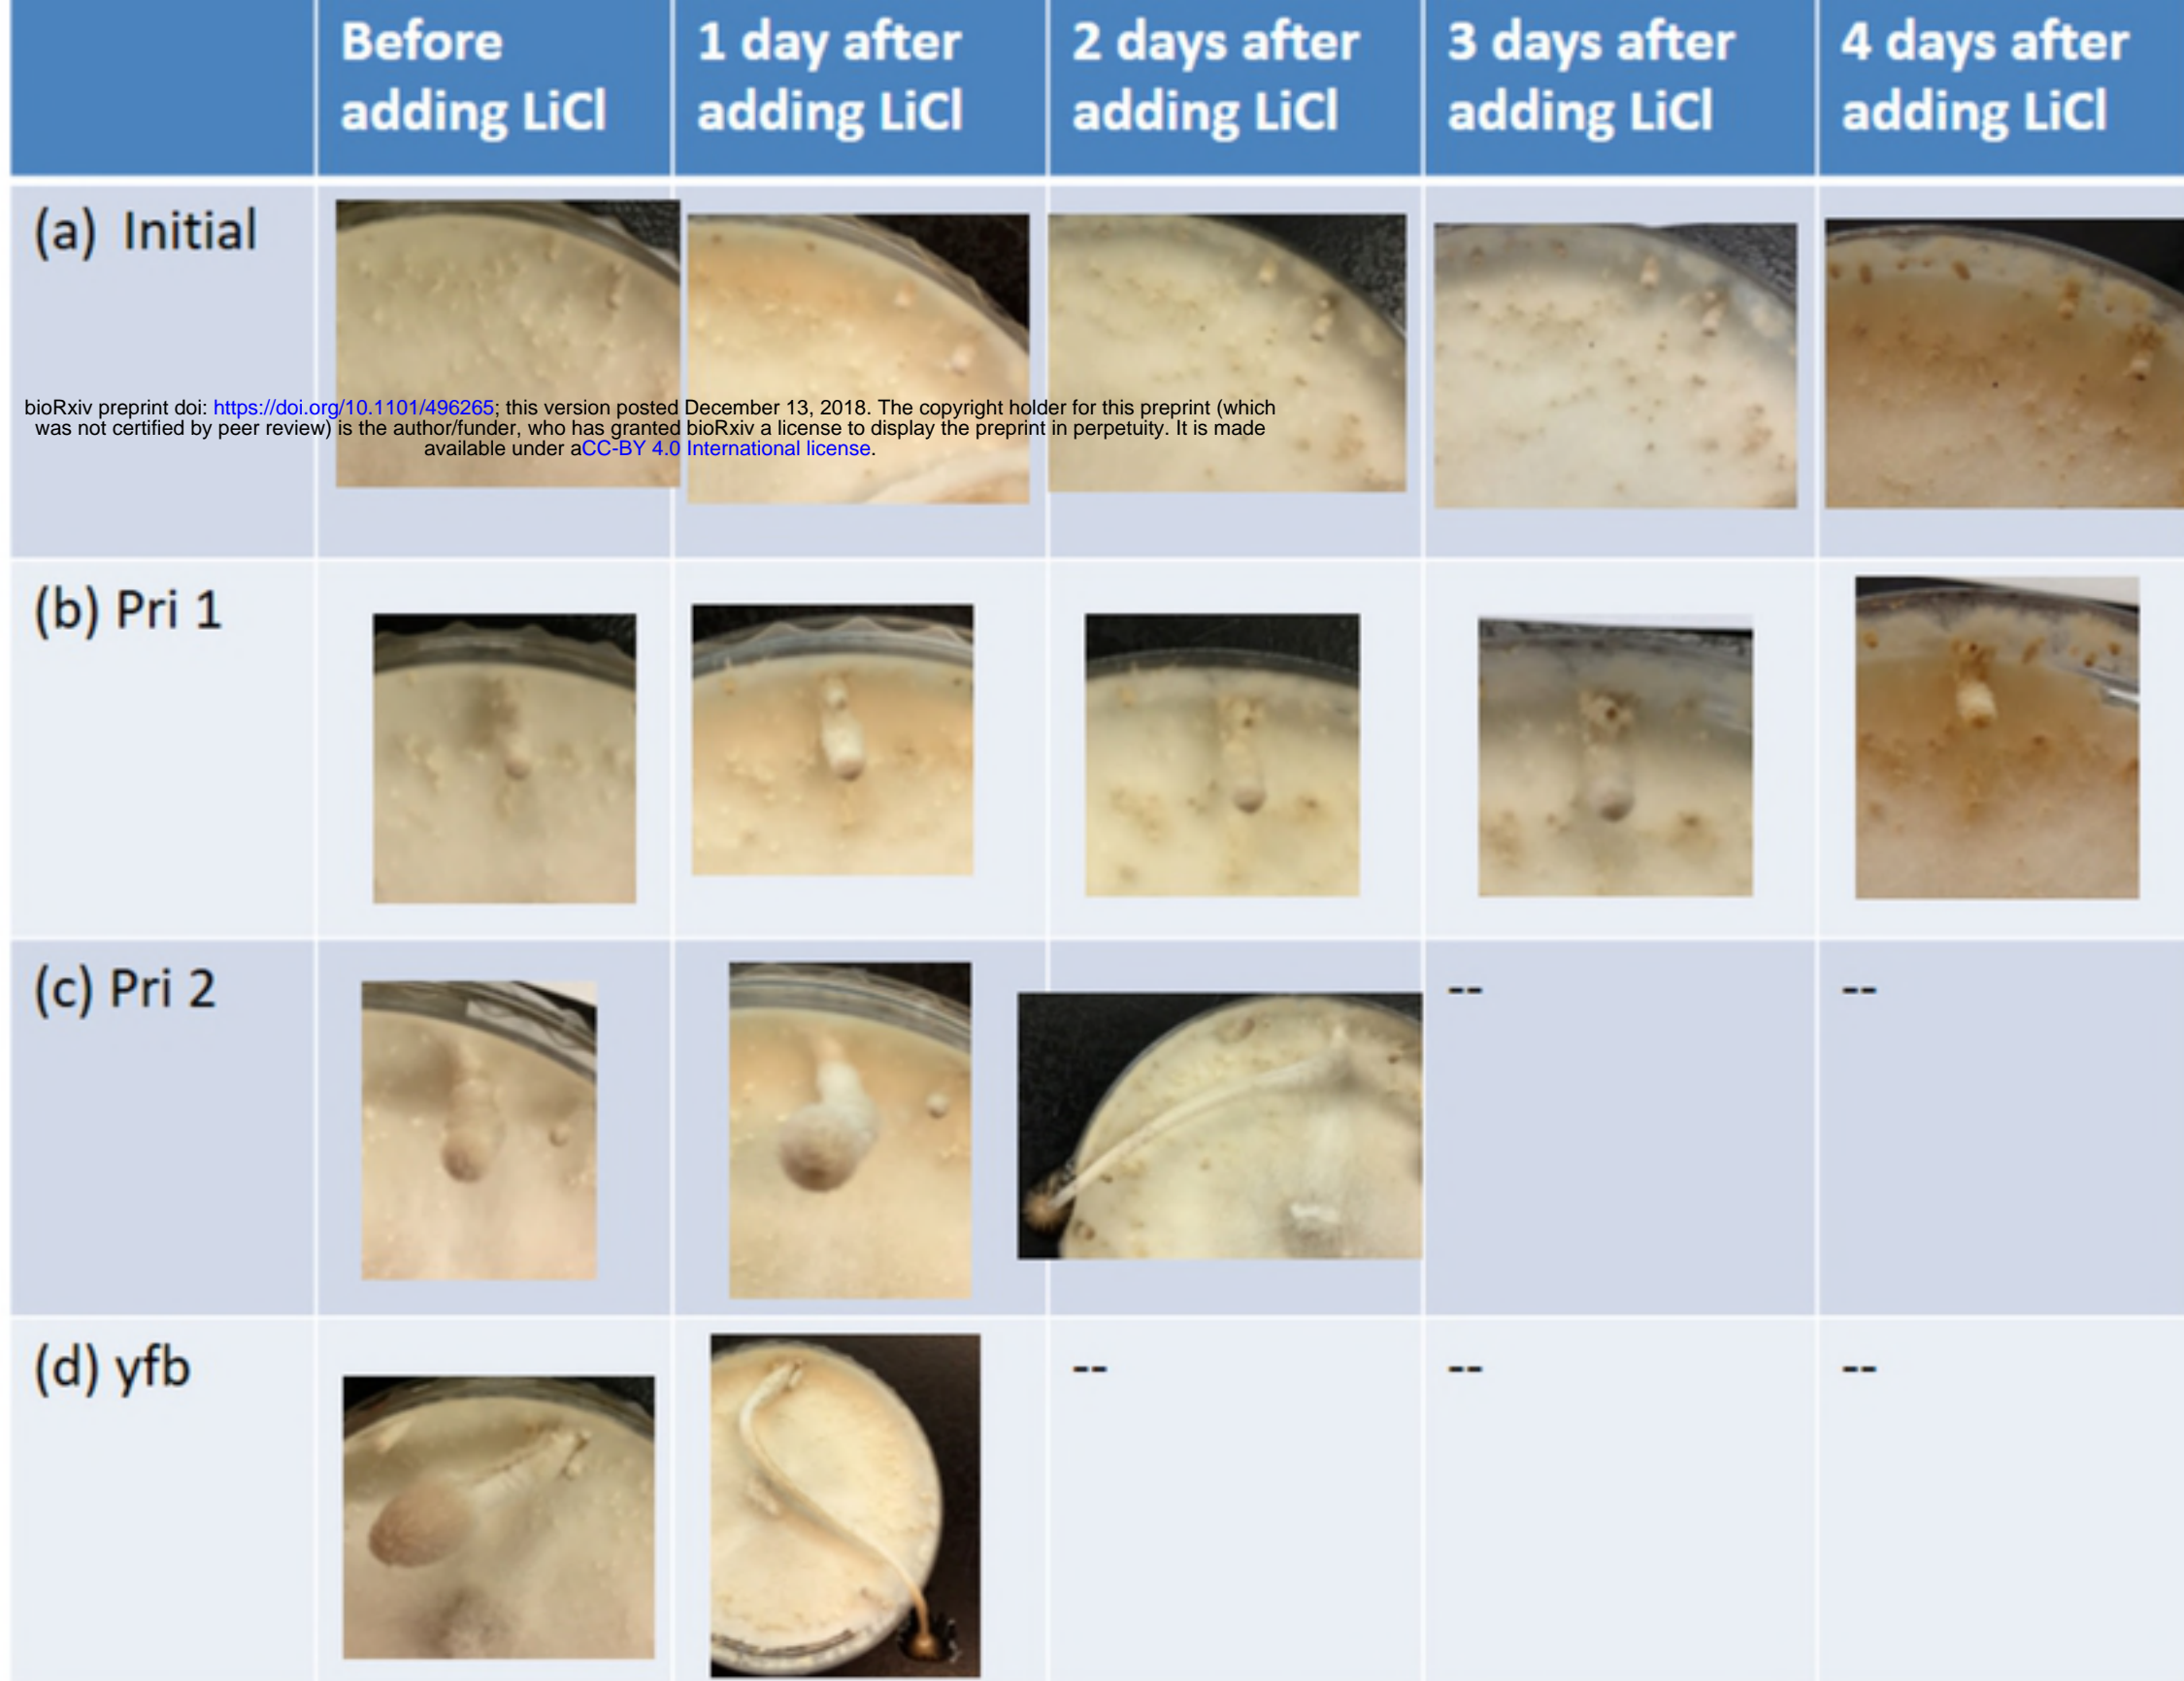 Before
adding LiCl
1 day after
adding LiCl
2 days after
adding LiCl
3 days after
adding LiCl
4 days after
adding LiCl
(a) Initial
bioRxiv preprint doi: https://doi.org/10.1101/496265; this version posted December 13, 2018. The copyright holder for this preprint (which
was not certified by peer review) is the author/funder, who has granted bioRxiv a license to display the preprint in perpetuity. It is made
available under aCC-BY 4.0 International license.
(b) Pri 1
(c) Pri 2
--
--
(d) yfb
--
--
--